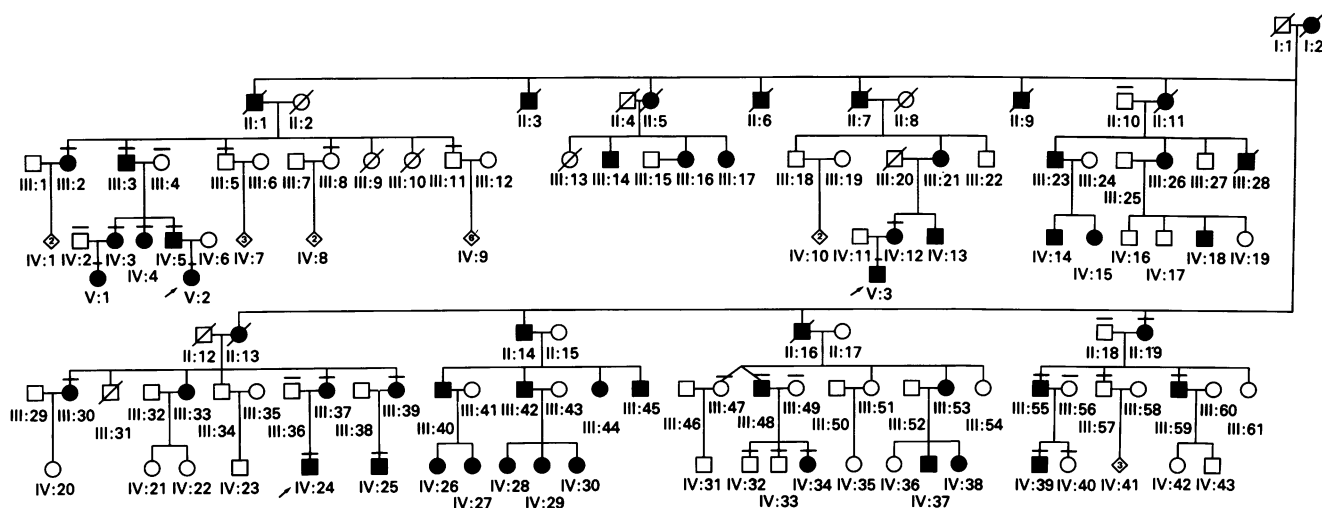 I:1 I:2
II:1 II:2 II:3 II:4 II:5 II:6 II:7 II:8 II:9 II:10 II:11
III:1 III:2 III:3 III:4 III:5 III:6 III:7 III:8 III:9 III:10 III:11 III:12 III:13 III:14 III:15 III:16 III:17 III:18 III:19 III:20 III:21 III:22 III:23 III:24 III:26 III:27 III:28
III:25
2 3 2 6 2
IV:1 IV:2 IV:3 IV:5 IV:6 IV:7 IV:8 IV:9 IV:10 IV:11 IV:12 IV:13 IV:14 IV:16 IV:18 IV:19
IV:4 IV:15 IV:17
V:1 V:2 V:3
II:12 II:13 II:14 II:15 II:16 II:17 II:18 II:19
III:29 III:30 III:32 III:33 III:35 III:37 III:39 III:41 III:42 III:43 III:45 III:47 III:49 III:51 III:53 III:55 III:56 III:58 III:60
III:31 III:34 III:36 III:38 III:40 III:44 III:46 III:48 III:50 III:52 III:54 III:57 III:59 III:61
3
IV:20 IV:21 IV:22 IV:23 IV:24 IV:25 IV:26 IV:28 IV:30 IV:31 IV:32 IV:34 IV:35 IV:36 IV:38 IV:39 IV:40 IV:41 IV:42 IV:43
IV:27 IV:29 IV:33 IV:37